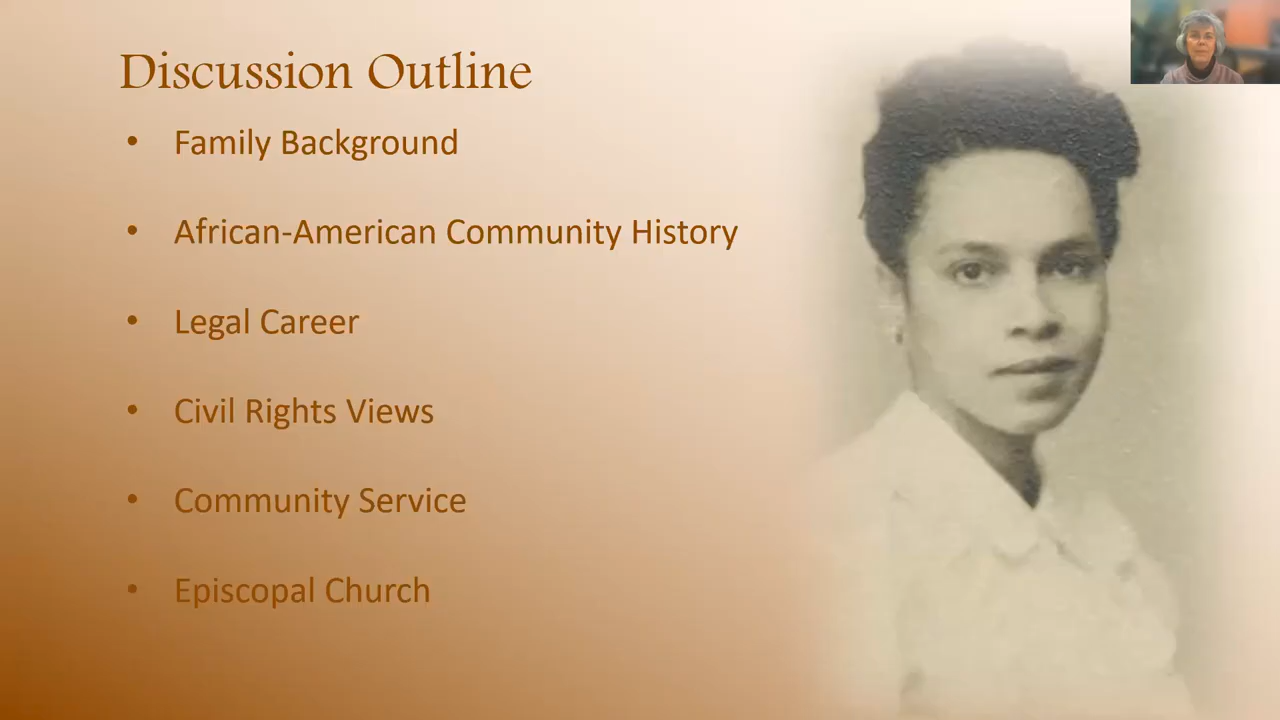 Discussion Outline
• Family Background
• African-American Community History
• Legal Career
• Civil Rights Views
• Community Service
• Episcopal Church